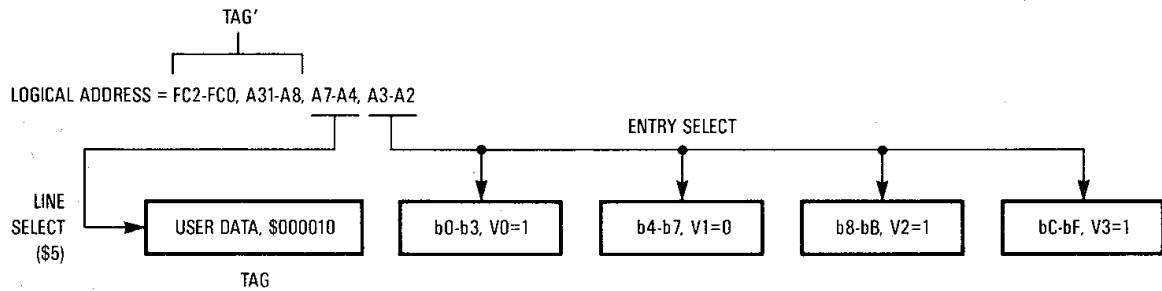 TAG'
LOGICAL ADDRESS = FC2-FC0, A31-A8, A7-A4, A3-A2
ENTRY SELECT
LINE
SELECT
($5)
USER DATA, $000010
b0-b3, V0=1
b4-b7, V1=0
b8-bB, V2=1
bC-bF, V3=1
TAG